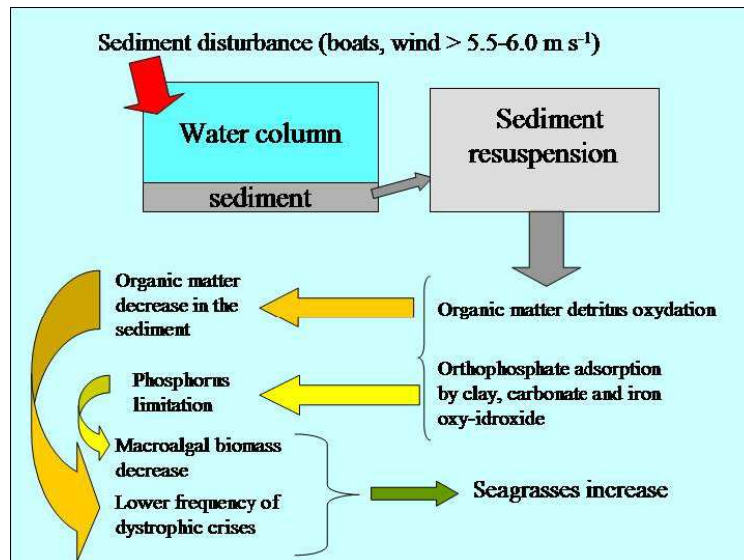 Sediment disturbance (boats, wind > 5.5-6.0 m s⁻¹)
Water column
sediment
Sediment
resuspension
Organic matter
decrease in the
sediment
Organic matter detritus oxydation
Phosphorus
limitation
Orthophosphate adsorption
by clay, carbonate and iron
oxy-idroxide
Macroalgal biomass
decrease
Lower frequency of
dystrophic crises
Seagrasses increase